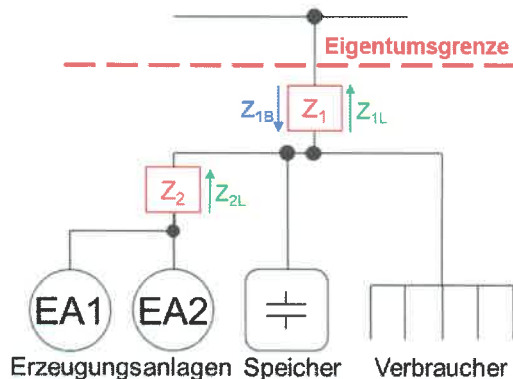 Eigentumsgrenze
Z1B Z1 Z1L
Z2 Z2L
EA1 EA2
Erzeugungsanlagen Speicher Verbraucher